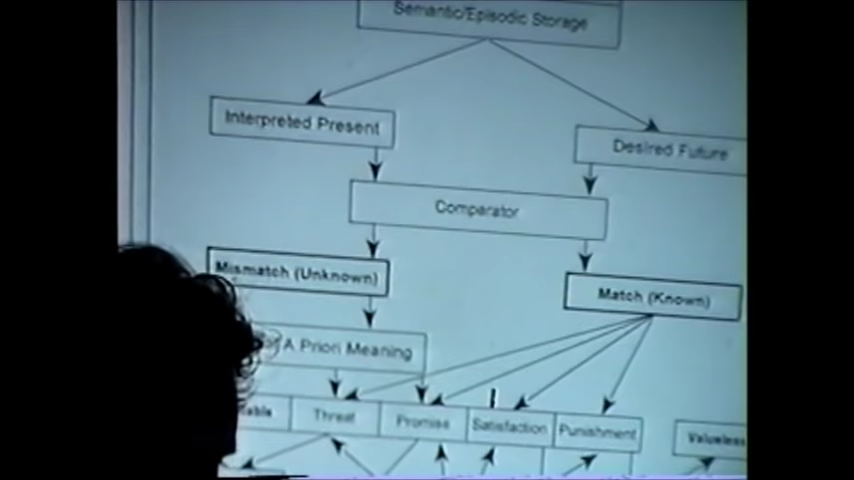 Semantic/Episodic Storage
Interpreted Present
Desired Future
Comparator
Mismatch (Unknown)
Match (Known)
A Priori Meaning
Threat
Promise
Satisfaction
Punishment
Valueless